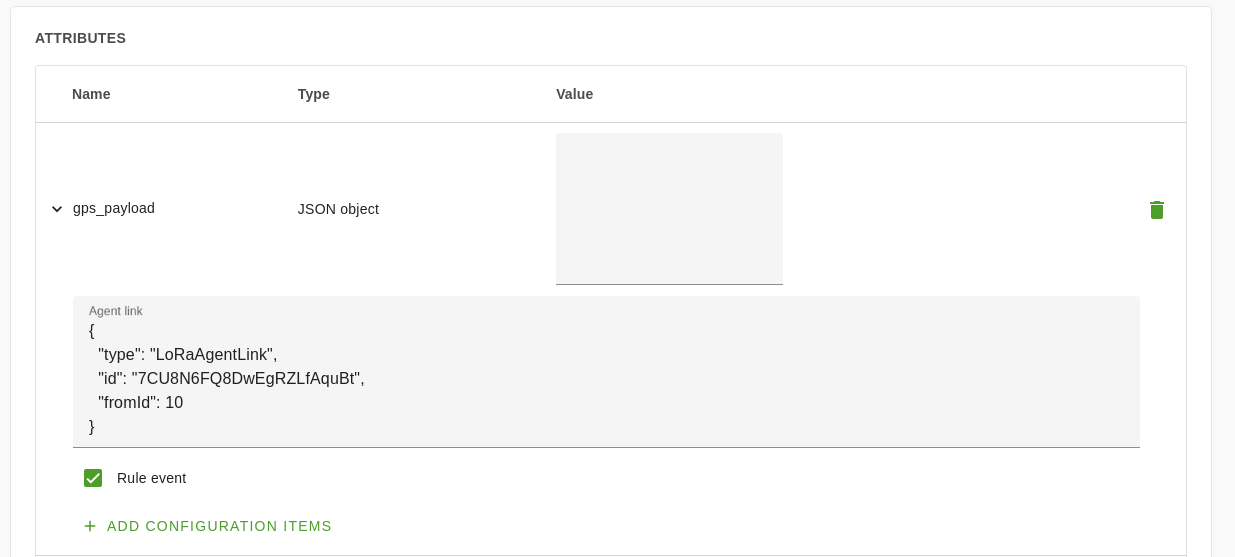 ATTRIBUTES
Name Type Value
gps_payload JSON object
Agent link
{
"type": "LoRaAgentLink",
"id": "7CU8N6FQ8DwEgRZLfAquBt",
"fromId": 10
}
Rule event
+ ADD CONFIGURATION ITEMS